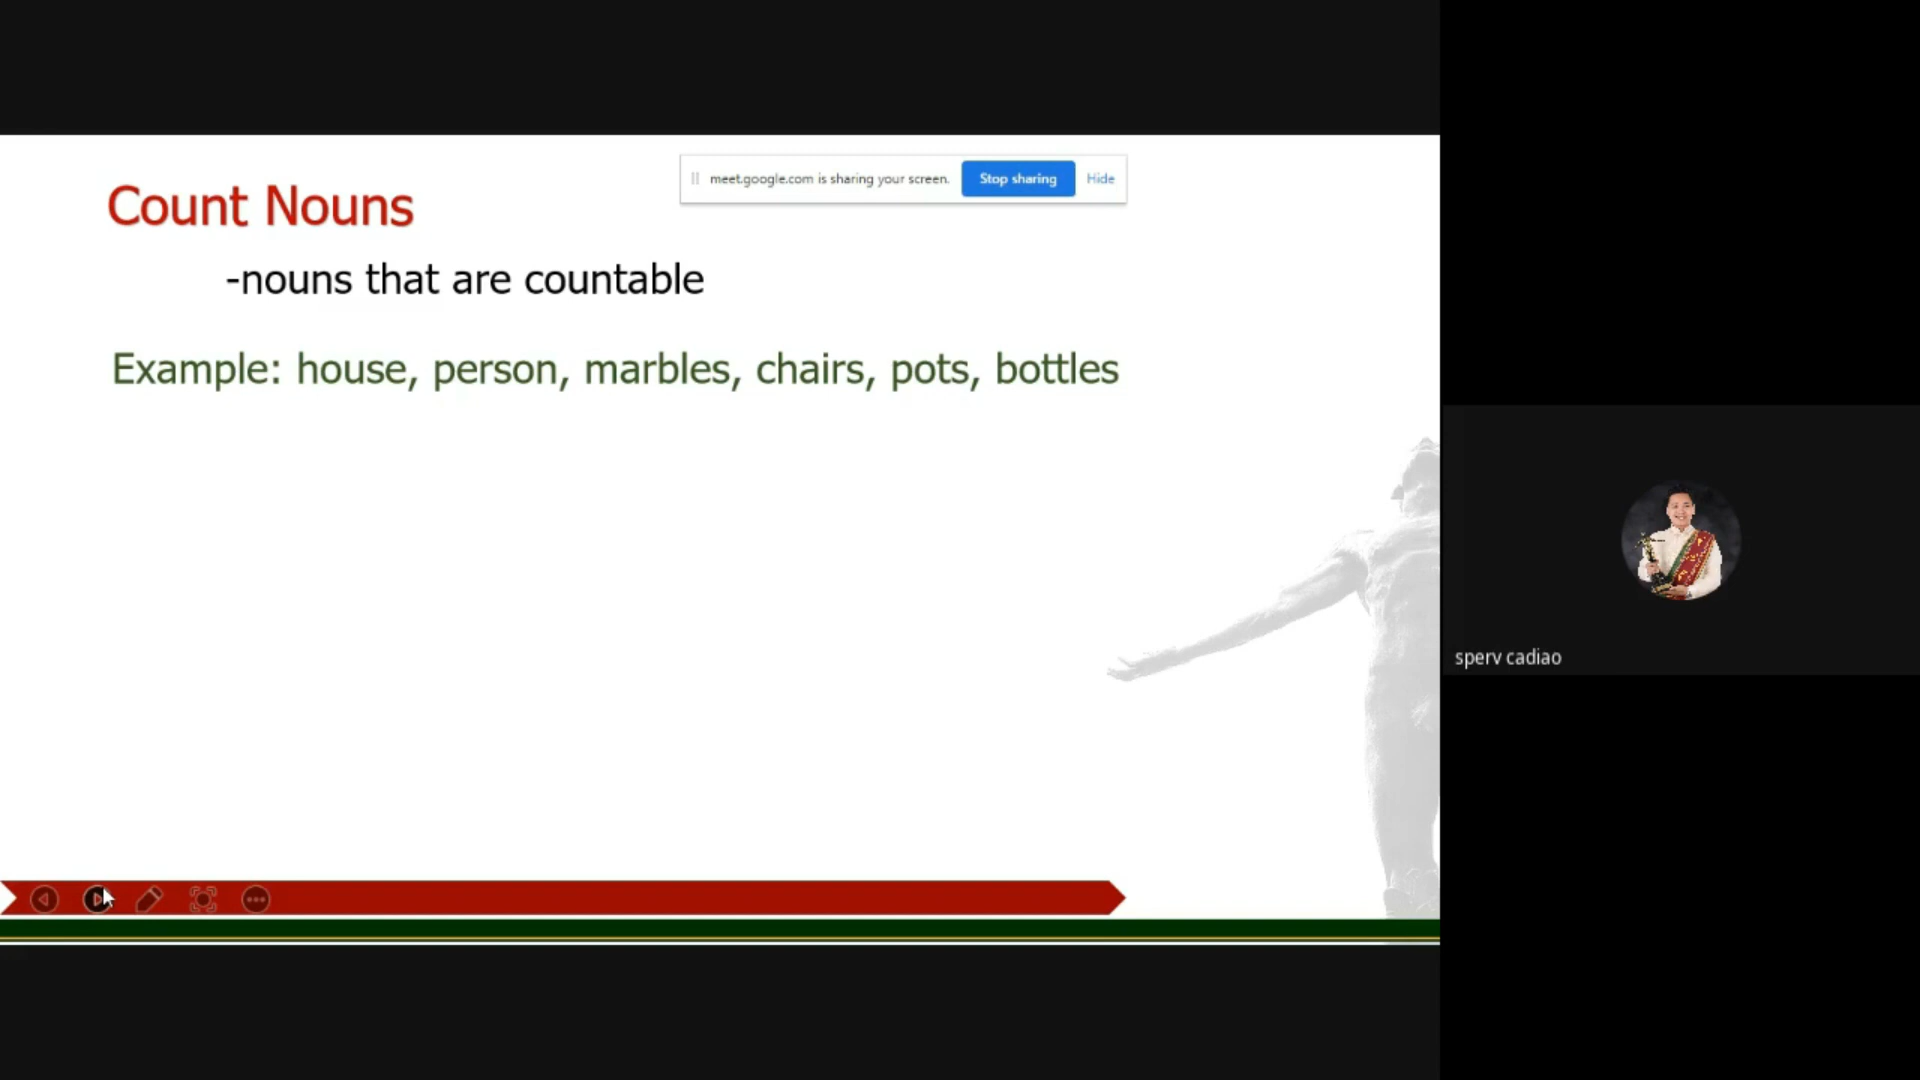 meet.google.com is sharing your screen. Stop sharing Hide
Count Nouns
-nouns that are countable
Example: house, person, marbles, chairs, pots, bottles
sperv cadiao